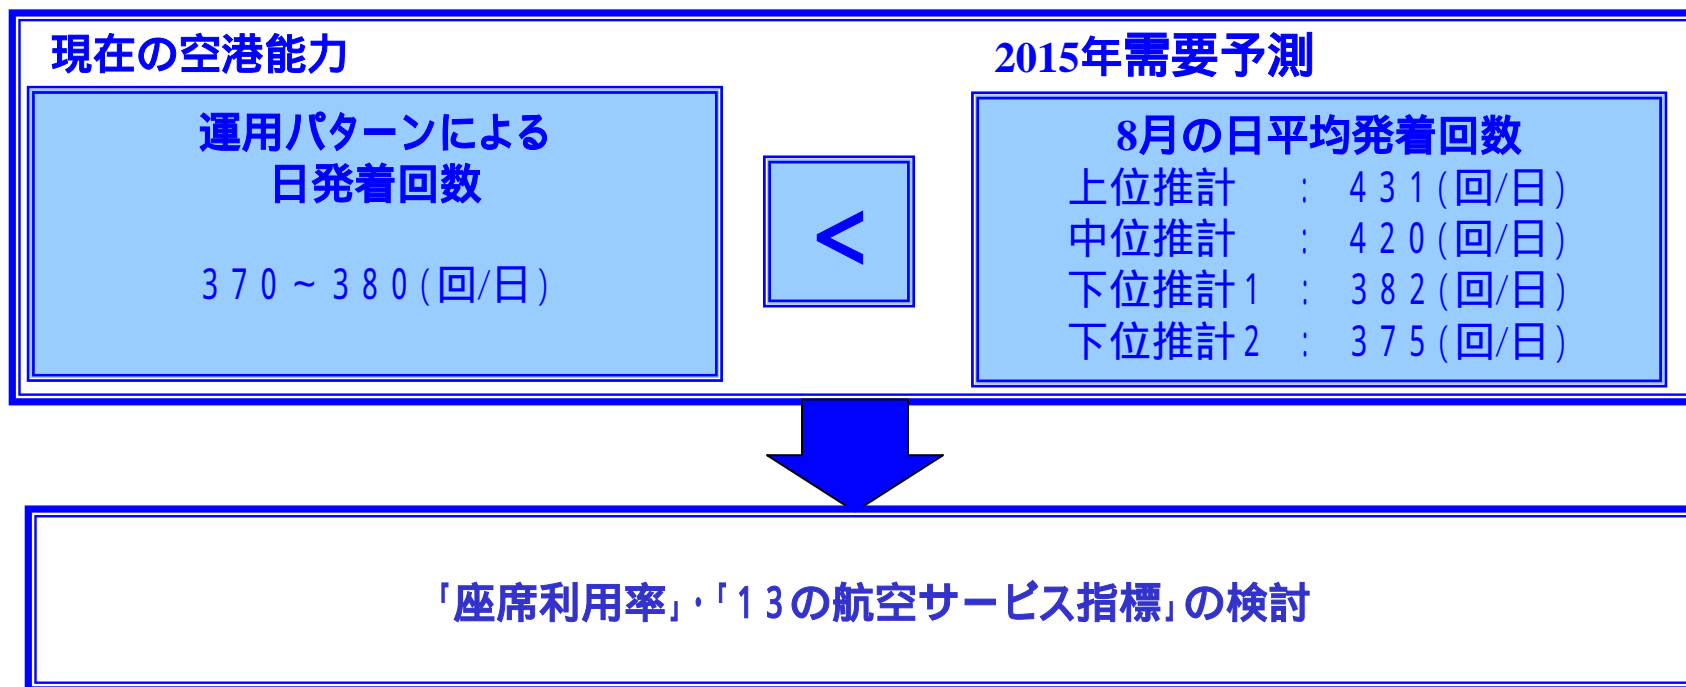 現在の空港能力
運用パターンによる
日発着回数
370~380(回/日)
<
2015年需要予測
8月の日平均発着回数
上位推計 : 431(回/日)
中位推計 : 420(回/日)
下位推計1 : 382(回/日)
下位推計2 : 375(回/日)
「座席利用率」・「13の航空サービス指標」の検討